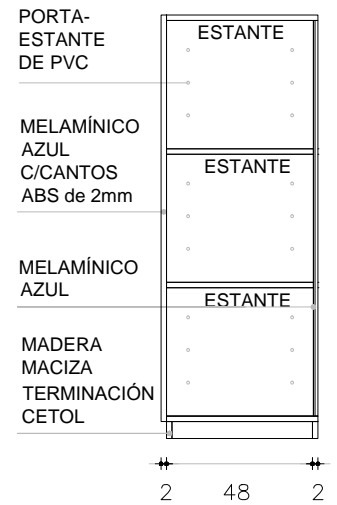 PORTA-
ESTANTE
DE PVC
ESTANTE
MELAMÍNICO
AZUL
C/CANTOS
ABS de 2mm
ESTANTE
MELAMÍNICO
AZUL
ESTANTE
MADERA
MACIZA
TERMINACIÓN
CETOL
2 48 2